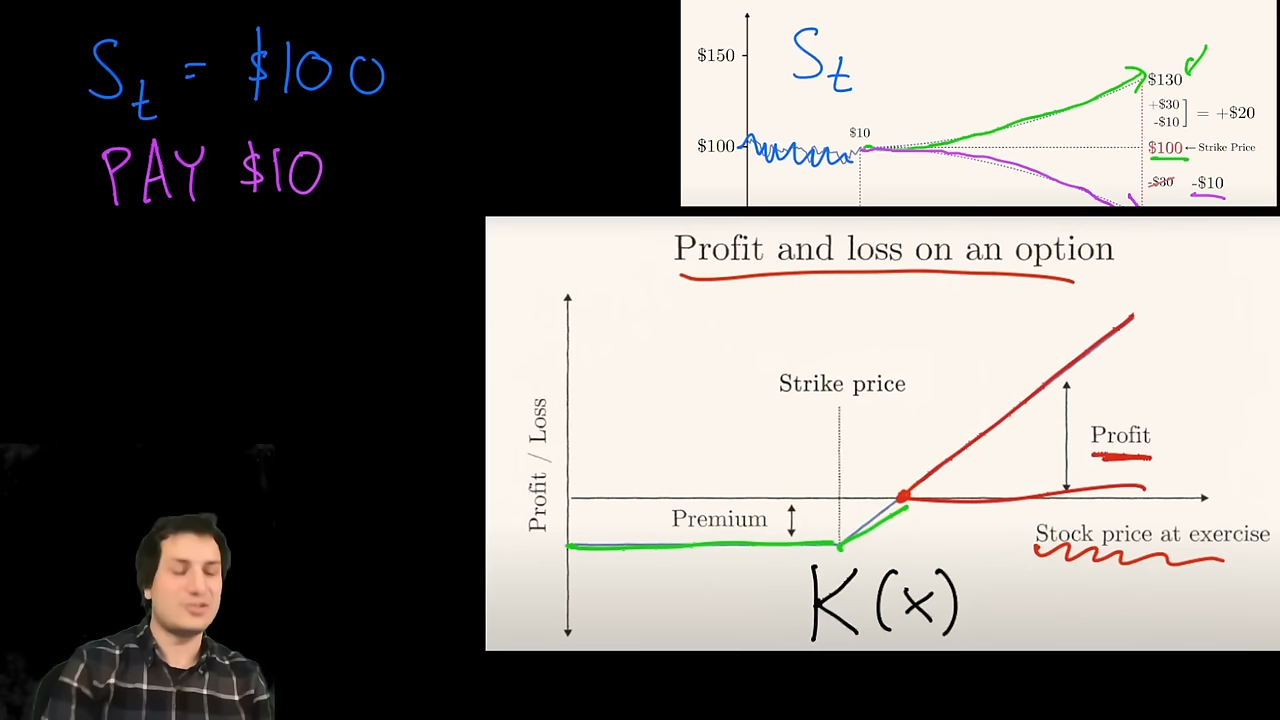 S_t = $100
PAY $10
$150
S_t
$130
+$30
-$10 ] = +$20
$10
$100
$100 ← Strike Price
-$30 -$10
Profit and loss on an option
Strike price
Profit / Loss
Profit
Premium
Stock price at exercise
K (x)